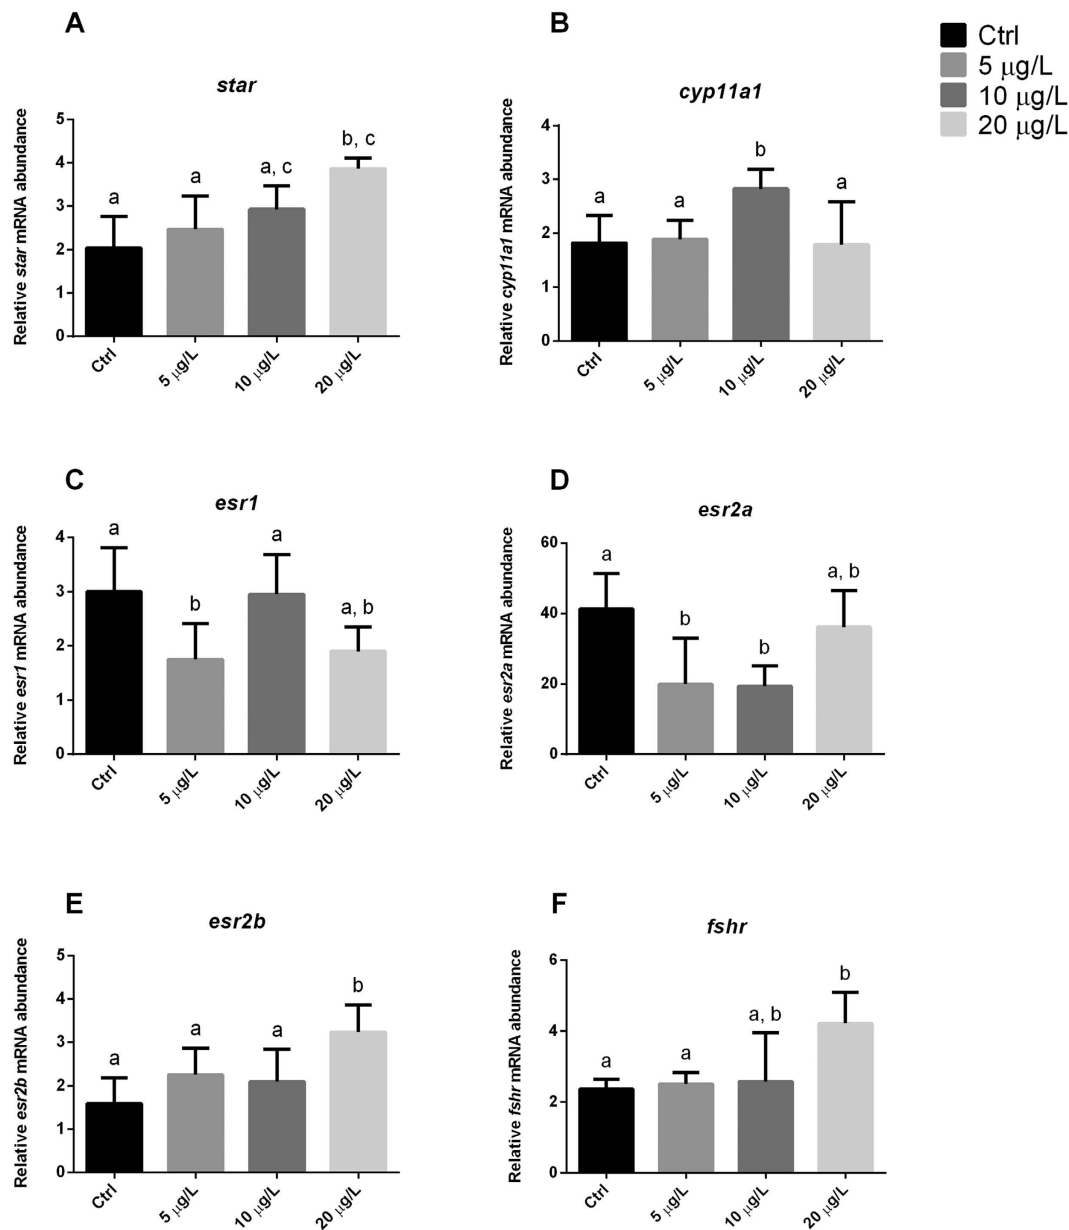 A
star
Relative star mRNA abundance
5
4
3
2
1
0
a
a
a, c
b, c
Ctrl
5 µg/L
10 µg/L
20 µg/L
B
cyp11a1
Relative cyp11a1 mRNA abundance
4
3
2
1
0
a
a
b
a
Ctrl
5 µg/L
10 µg/L
20 µg/L
Ctrl
5 µg/L
10 µg/L
20 µg/L
C
esr1
Relative esr1 mRNA abundance
4
3
2
1
0
a
b
a
a, b
Ctrl
5 µg/L
10 µg/L
20 µg/L
D
esr2a
Relative esr2a mRNA abundance
60
40
20
0
a
b
b
a, b
Ctrl
5 µg/L
10 µg/L
20 µg/L
E
esr2b
Relative esr2b mRNA abundance
5
4
3
2
1
0
a
a
a
b
Ctrl
5 µg/L
10 µg/L
20 µg/L
F
fshr
Relative fshr mRNA abundance
6
4
2
0
a
a
a, b
b
Ctrl
5 µg/L
10 µg/L
20 µg/L